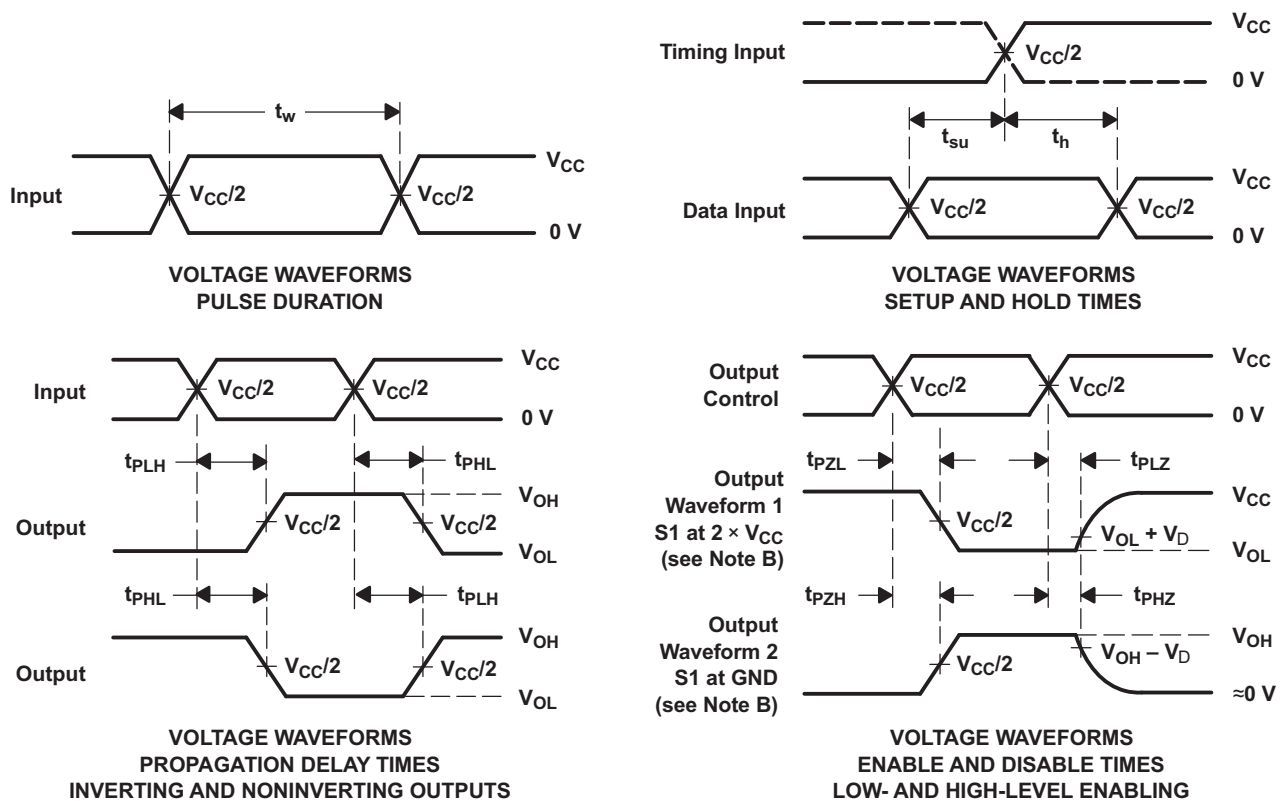 t_w
Input
V_CC/2
V_CC/2
V_CC
0 V
VOLTAGE WAVEFORMS
PULSE DURATION
Timing Input
V_CC/2
V_CC
0 V
t_su
t_h
Data Input
V_CC/2
V_CC/2
V_CC
0 V
VOLTAGE WAVEFORMS
SETUP AND HOLD TIMES
Input
V_CC/2
V_CC/2
V_CC
0 V
t_PLH
t_PHL
Output
V_CC/2
V_CC/2
V_OH
V_OL
t_PHL
t_PLH
Output
V_CC/2
V_CC/2
V_OH
V_OL
VOLTAGE WAVEFORMS
PROPAGATION DELAY TIMES
INVERTING AND NONINVERTING OUTPUTS
Output
Control
V_CC/2
V_CC/2
V_CC
0 V
t_PZL
t_PLZ
Output
Waveform 1
S1 at 2 × V_CC
(see Note B)
V_CC/2
V_OL + V_D
V_CC
V_OL
t_PZH
t_PHZ
Output
Waveform 2
S1 at GND
(see Note B)
V_CC/2
V_OH – V_D
V_OH
≈0 V
VOLTAGE WAVEFORMS
ENABLE AND DISABLE TIMES
LOW- AND HIGH-LEVEL ENABLING